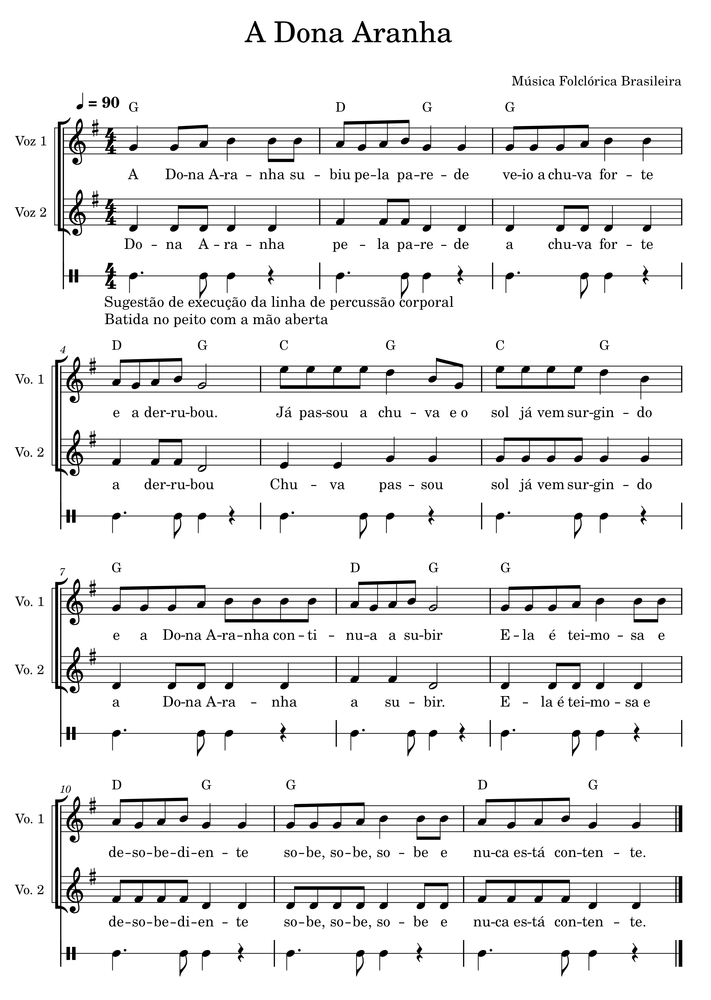 A Dona Aranha
Música Folclórica Brasileira
= 90
G D G G
Voz 1
A Do-na A-ra - nha su - biu pe-la pa-re - de ve-io a chu-va for - te
Voz 2
Do - na A - ra - nha pe - la pa-re - de a chu-va for - te
Sugestão de execução da linha de percussão corporal
Batida no peito com a mão aberta
D G C G C G
4
Vo. 1
e a der-ru-bou. Já pas-sou a chu - va e o sol já vem sur-gin - do
Vo. 2
a der-ru-bou Chu - va pas - sou sol já vem sur-gin - do
G D G G
7
Vo. 1
e a Do-na A-ra-nha con-ti - nu-a a su-bir E-la é tei-mo - sa e
Vo. 2
a Do-na A-ra - nha a su - bir. E - la é tei-mo - sa e
D G G D G
10
Vo. 1
de-so-be-di-en - te so-be, so-be, so - be e nu-ca es-tá con-ten - te.
Vo. 2
de-so-be-di-en - te so-be, so-be, so - be e nu-ca es-tá con-ten - te.